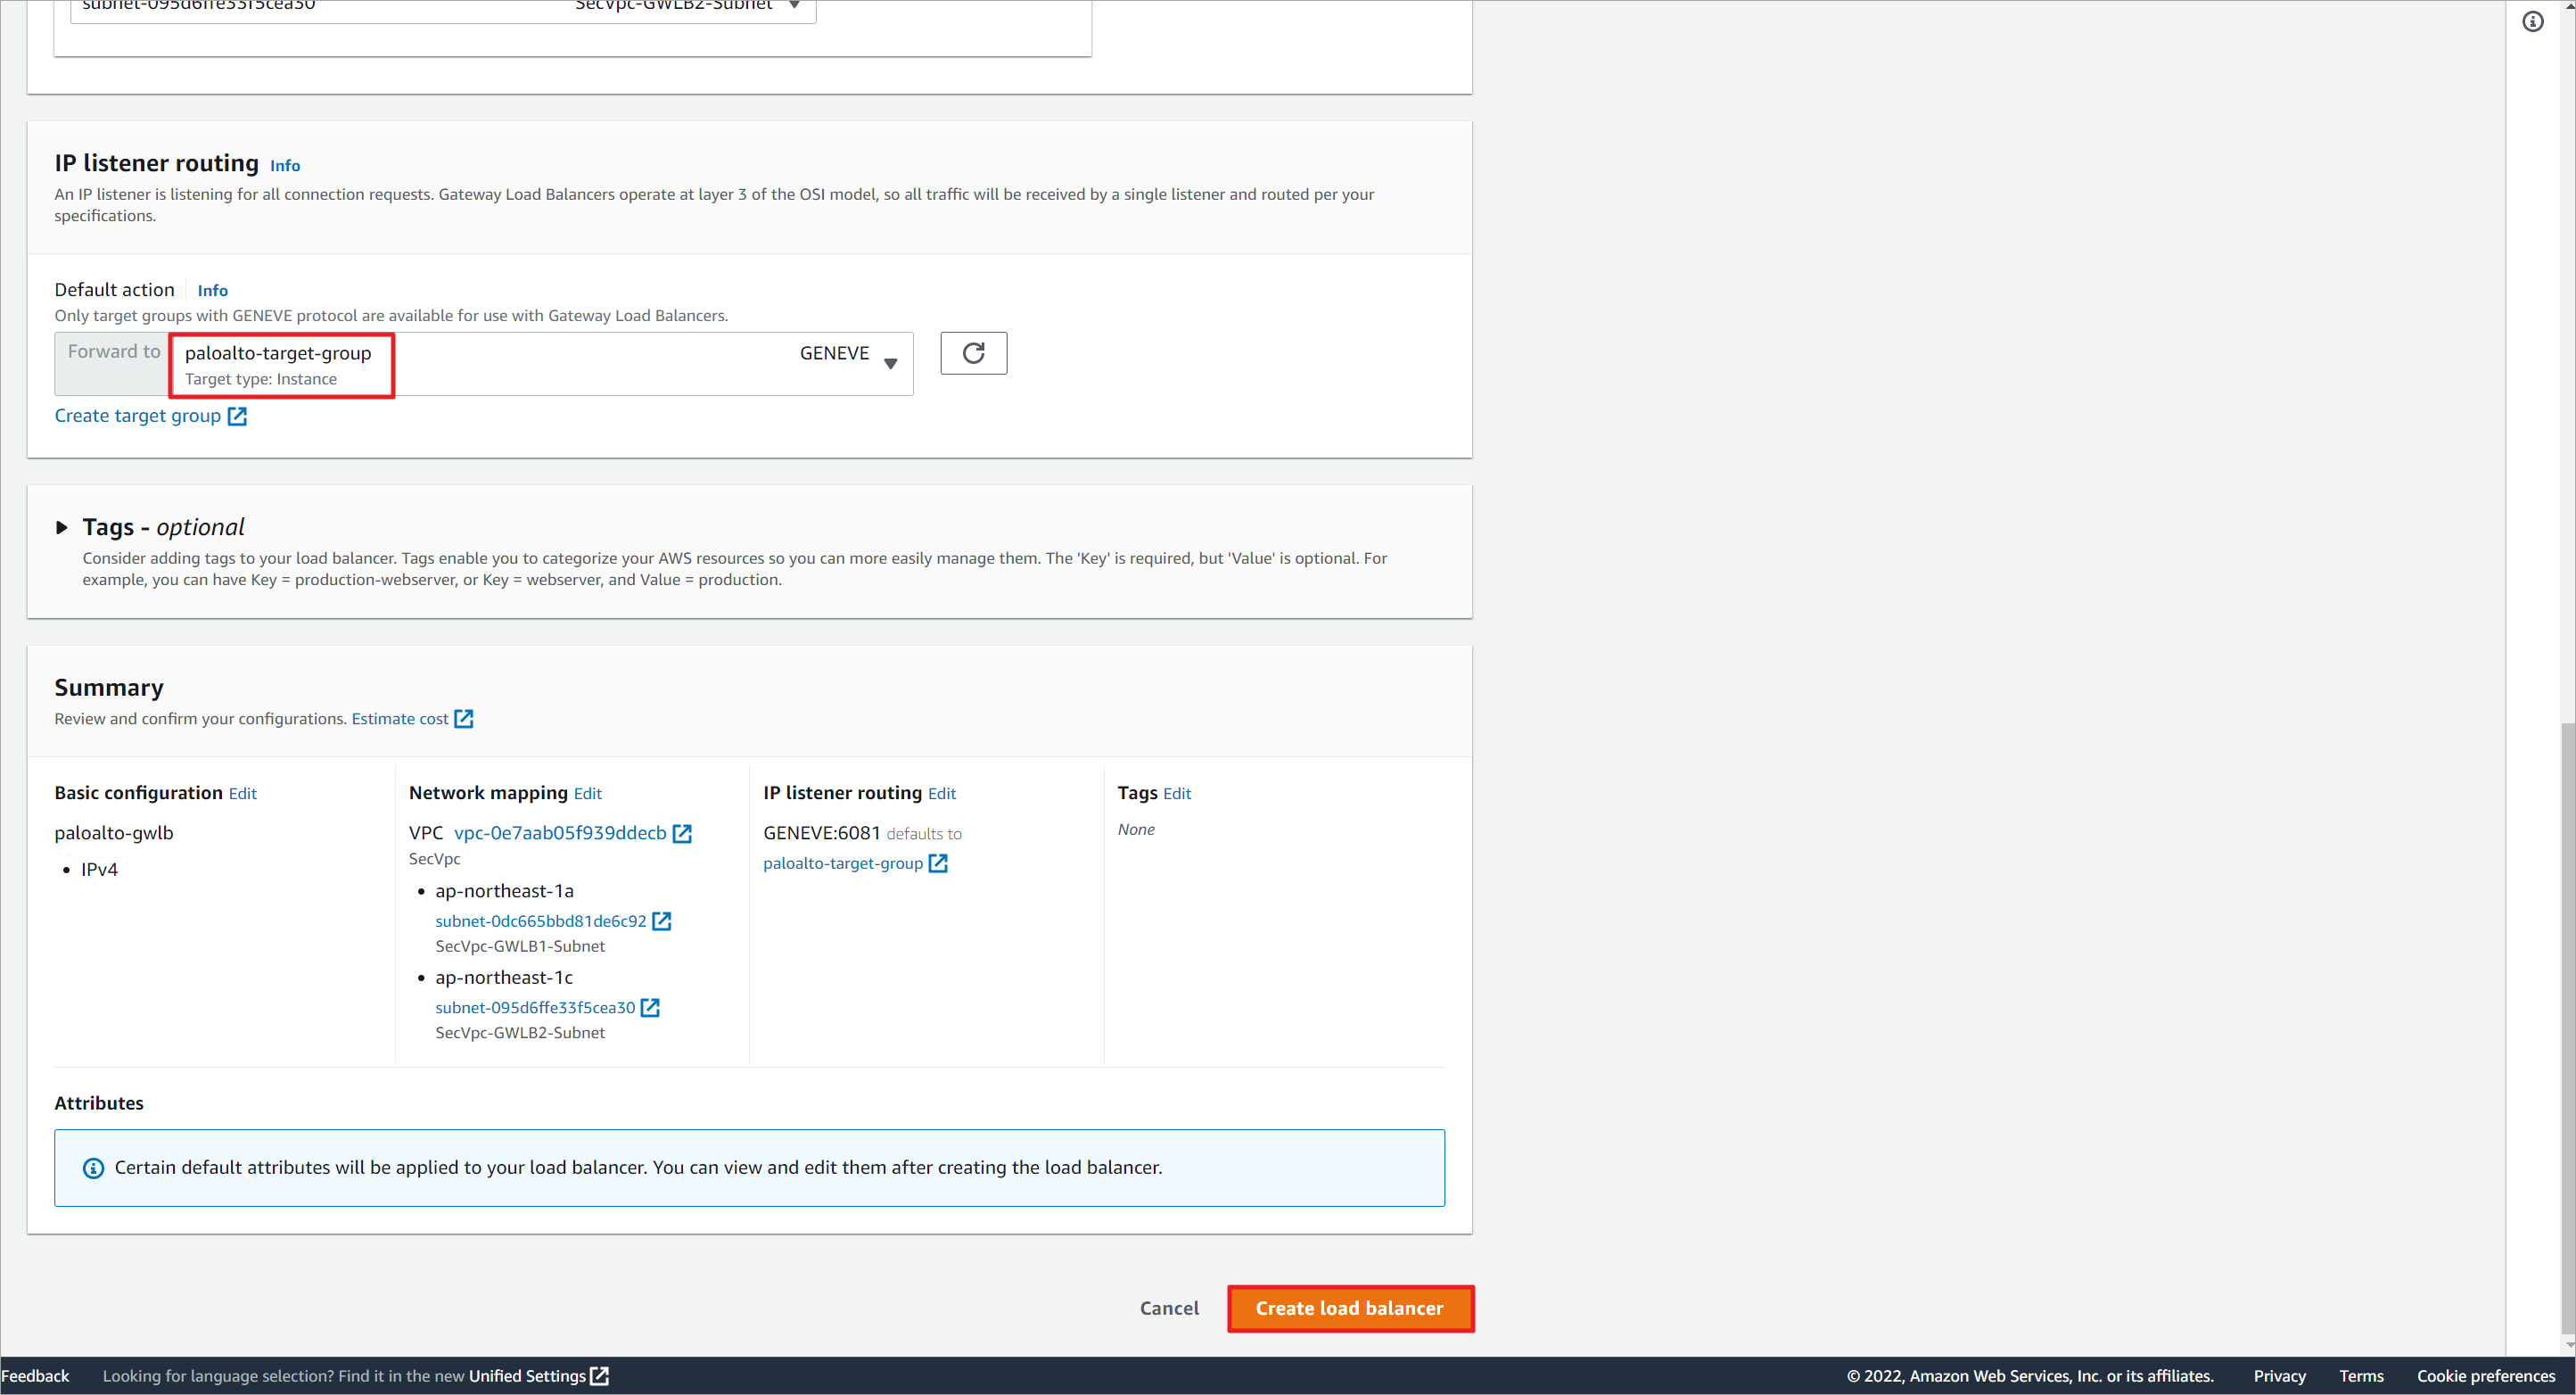 subnet-095d6ffe33f5cea30 SecVpc-GWLB2-Subnet
IP listener routing Info
An IP listener is listening for all connection requests. Gateway Load Balancers operate at layer 3 of the OSI model, so all traffic will be received by a single listener and routed per your
specifications.
Default action Info
Only target groups with GENEVE protocol are available for use with Gateway Load Balancers.
Forward to paloalto-target-group GENEVE
Target type: Instance
Create target group
Tags - optional
Consider adding tags to your load balancer. Tags enable you to categorize your AWS resources so you can more easily manage them. The 'Key' is required, but 'Value' is optional. For
example, you can have Key = production-webserver, or Key = webserver, and Value = production.
Summary
Review and confirm your configurations. Estimate cost
Basic configuration Edit
paloalto-gwlb
• IPv4
Network mapping Edit
VPC vpc-0e7aab05f939ddecb
SecVpc
• ap-northeast-1a
subnet-0dc665bbd81de6c92
SecVpc-GWLB1-Subnet
• ap-northeast-1c
subnet-095d6ffe33f5cea30
SecVpc-GWLB2-Subnet
IP listener routing Edit
GENEVE:6081 defaults to
paloalto-target-group
Tags Edit
None
Attributes
Certain default attributes will be applied to your load balancer. You can view and edit them after creating the load balancer.
Cancel Create load balancer
Feedback Looking for language selection? Find it in the new Unified Settings © 2022, Amazon Web Services, Inc. or its affiliates. Privacy Terms Cookie preferences